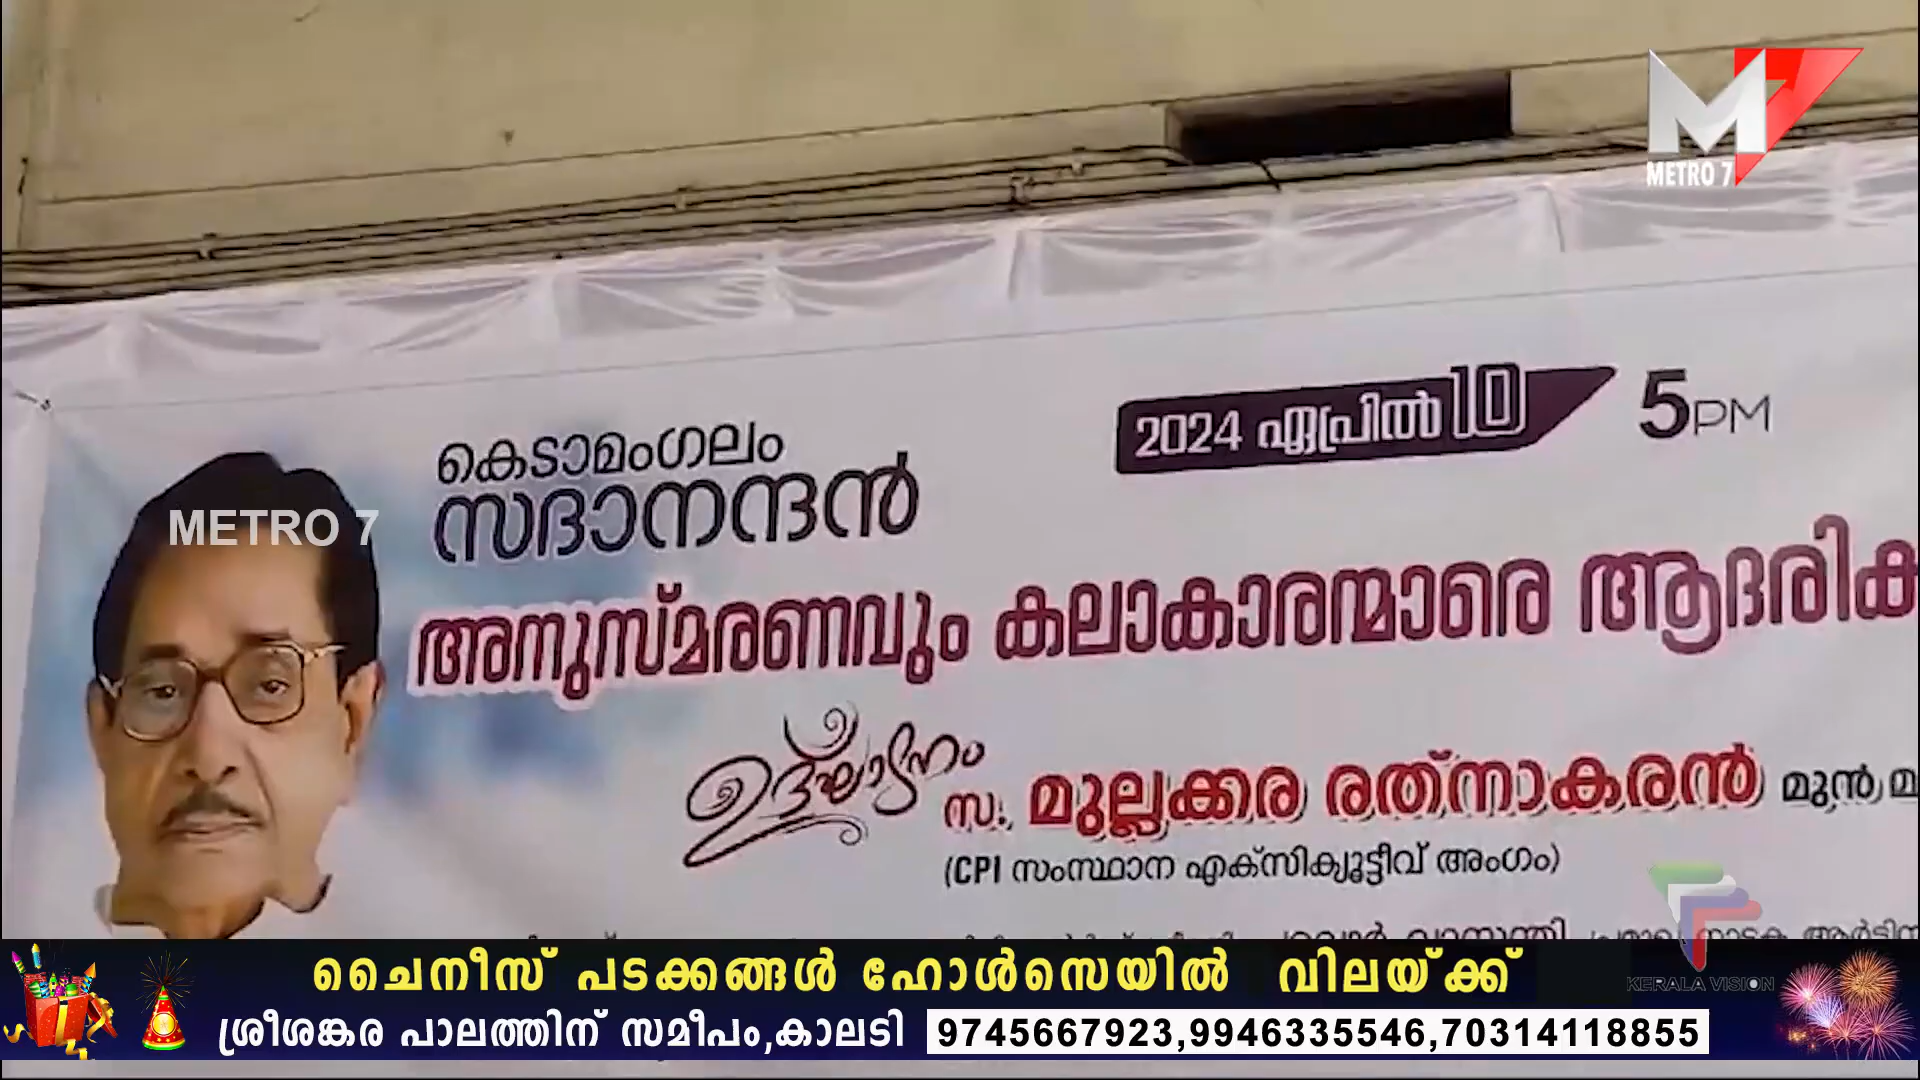 METRO 7
2024 ഏപ്രിൽ 10 5PM
കെടാമംഗലം
സദാനന്ദൻ
METRO 7
അനുസ്മരണവും കലാകാരന്മാരെ ആദരിക
ഉദ്ഘാടനം
സ. മുല്ലക്കര രത്നാകരൻ മുൻ മ
(CPI സംസ്ഥാന എക്സിക്യൂട്ടീവ് അംഗം)
KERALA VISION
ചൈനീസ് പടക്കങ്ങൾ ഹോൾസെയിൽ വിലയ്ക്ക്
ശ്രീശങ്കര പാലത്തിന് സമീപം,കാലടി 9745667923,9946335546,70314118855